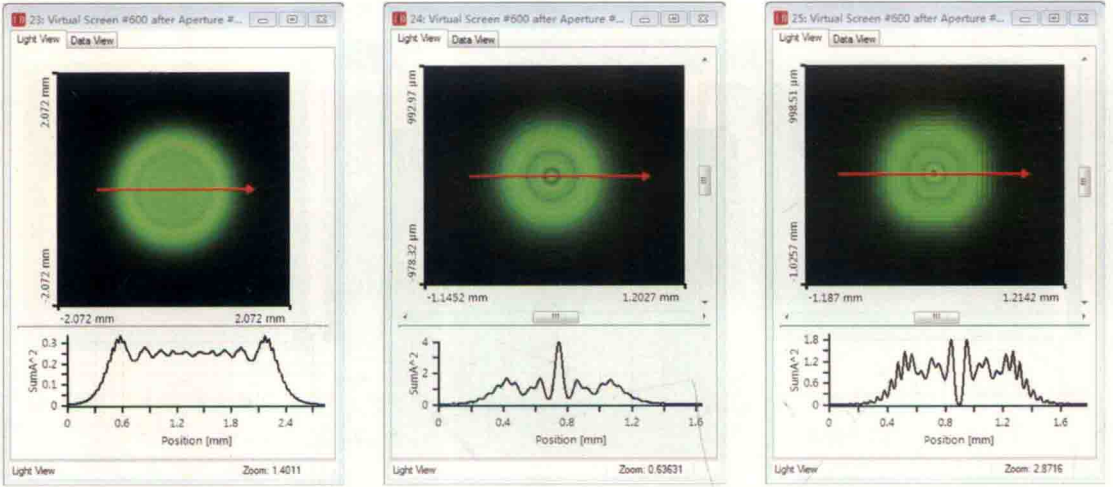 23: Virtual Screen #600 after Aperture #...
Light View
Data View
2.072 mm
-2.072 mm
-2.072 mm
2.072 mm
SumA^2
0.3
0.2
0.1
0
0
0.6
1.2
1.8
2.4
Position [mm]
Light View
Zoom: 1.4011
24: Virtual Screen #600 after Aperture #...
Light View
Data View
992.97 μm
-978.32 μm
-1.1452 mm
1.2027 mm
SumA^2
4
2
0
0
0.4
0.8
1.2
1.6
Position [mm]
Light View
Zoom: 0.63631
25: Virtual Screen #600 after Aperture #...
Light View
Data View
998.51 μm
-1.0257 mm
-1.187 mm
1.2142 mm
SumA^2
1.8
1.2
0.6
0
0
0.4
0.8
1.2
1.6
Position [mm]
Light View
Zoom: 2.8716